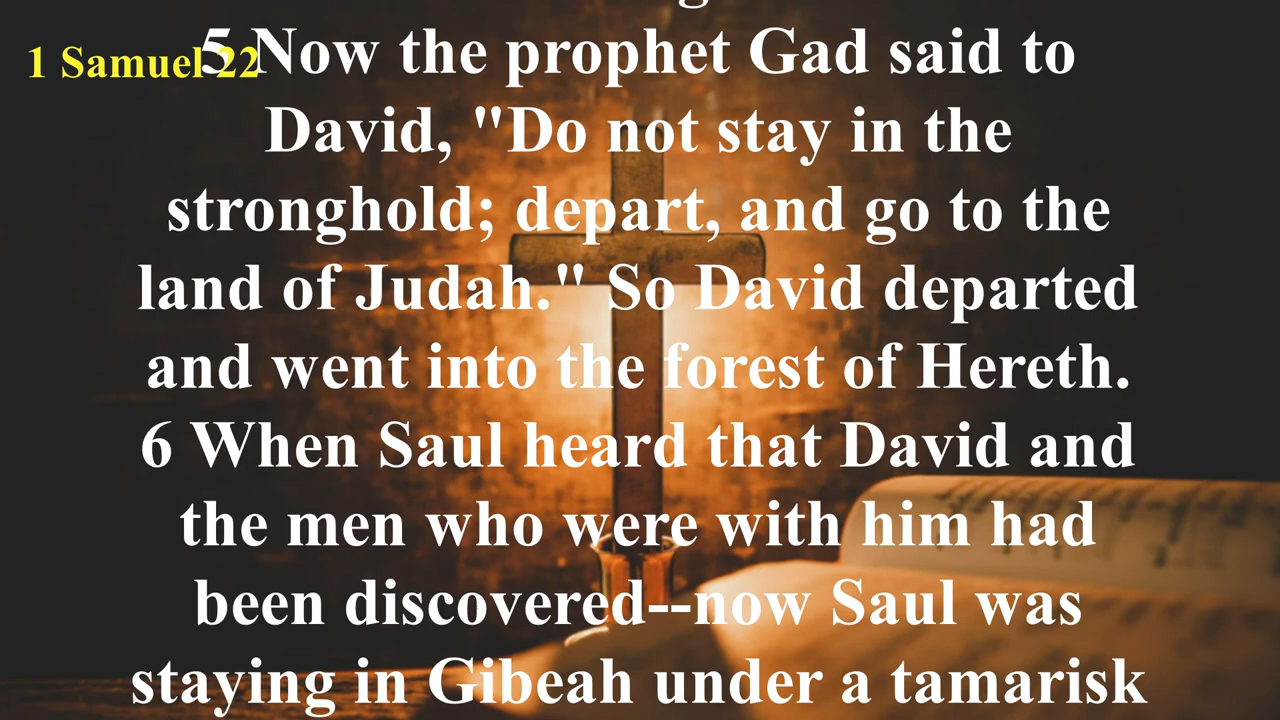 1 Samuel 22
5 Now the prophet Gad said to
David, "Do not stay in the
stronghold; depart, and go to the
land of Judah." So David departed
and went into the forest of Hereth.
6 When Saul heard that David and
the men who were with him had
been discovered--now Saul was
staying in Gibeah under a tamarisk